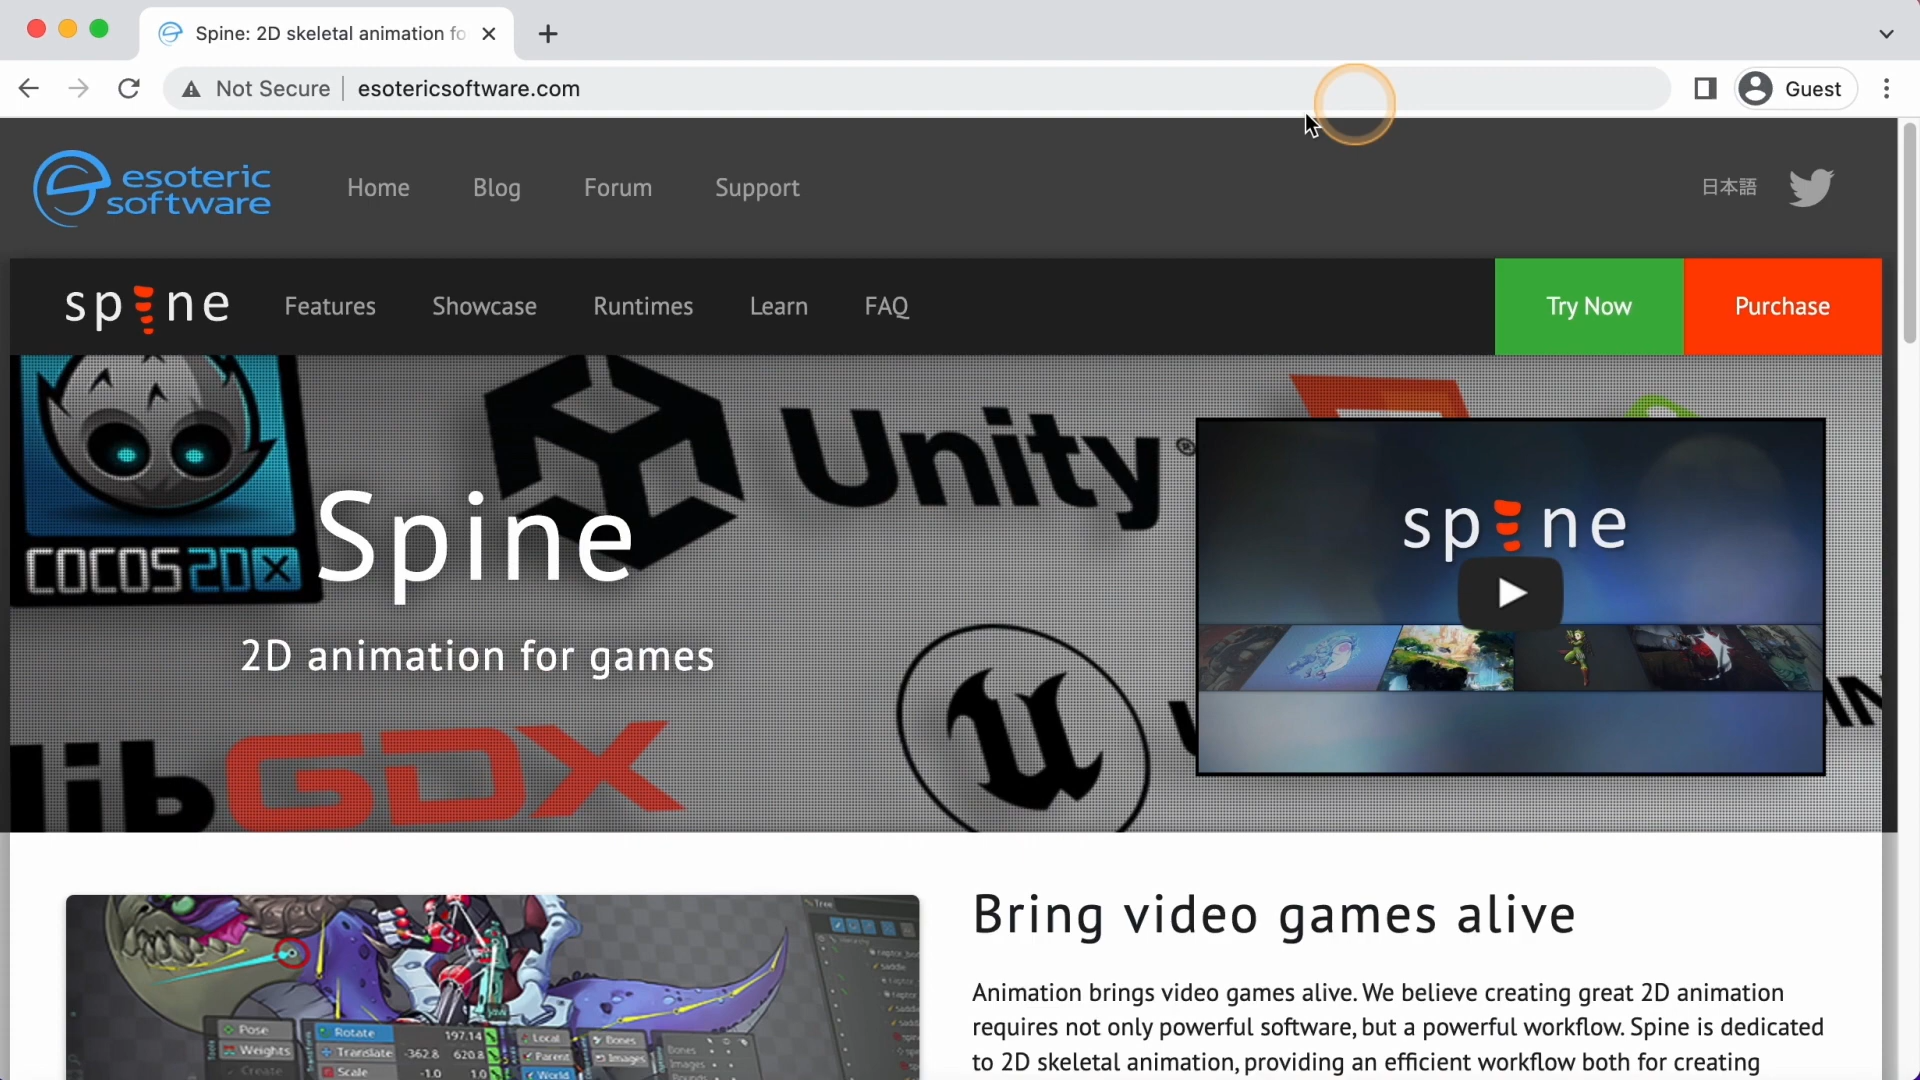 Spine: 2D skeletal animation fo
Not Secure esotericsoftware.com
Guest
esoteric
software
Home Blog Forum Support
日本語
spine Features Showcase Runtimes Learn FAQ
Try Now Purchase
COCOS2DX
Unity®
Spine
2D animation for games
spine
libGDX
Bring video games alive
Animation brings video games alive. We believe creating great 2D animation
requires not only powerful software, but a powerful workflow. Spine is dedicated
to 2D skeletal animation, providing an efficient workflow both for creating
Tree
Pose
Weights
Create
Rotate 197.14
Translate -362.8 620.8
Scale -1.0 1.0
Local
Parent
World
Bones
Images
Bones
Images